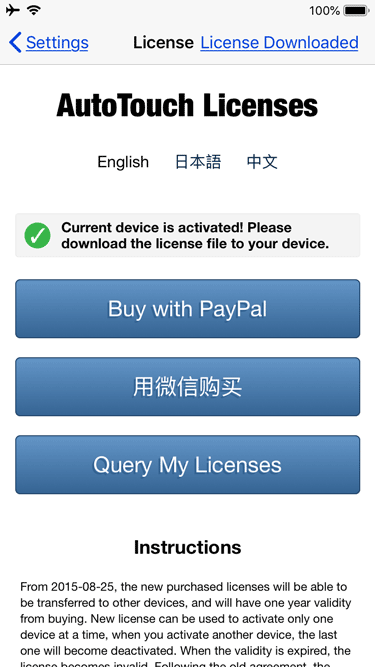 100%
Settings License License Downloaded
AutoTouch Licenses
English 日本語 中文
Current device is activated! Please
download the license file to your device.
Buy with PayPal
用微信购买
Query My Licenses
Instructions
From 2015-08-25, the new purchased licenses will be able to
be transferred to other devices, and will have one year validity
from buying. New license can be used to activate only one
device at a time, when you activate another device, the last
one will become deactivated. When the validity is expired, the
license becomes invalid. Following the old agreement, the